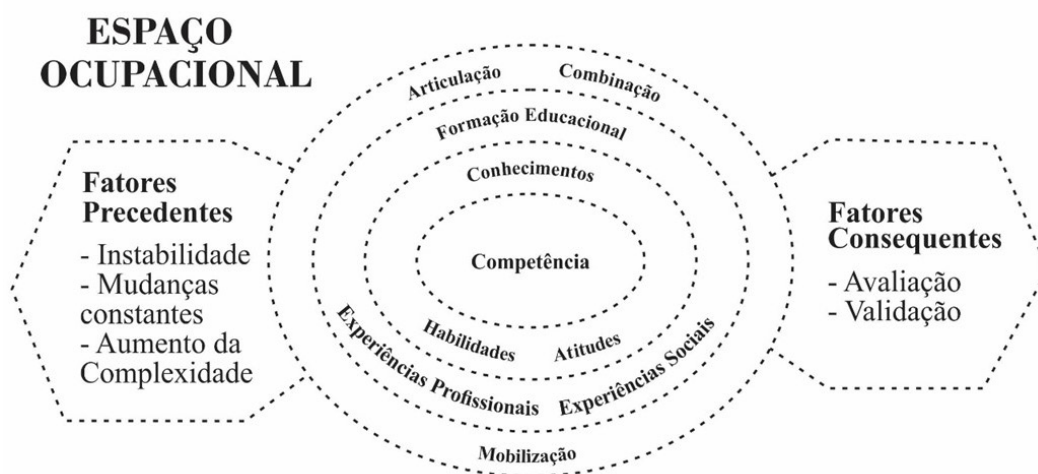 ESPAÇO
OCUPACIONAL
Articulação
Combinação
Formação Educacional
Conhecimentos
Competência
Habilidades
Atitudes
Experiências Profissionais
Experiências Sociais
Mobilização
Fatores
Precedentes
- Instabilidade
- Mudanças
constantes
- Aumento da
Complexidade
Fatores
Consequentes
- Avaliação
- Validação